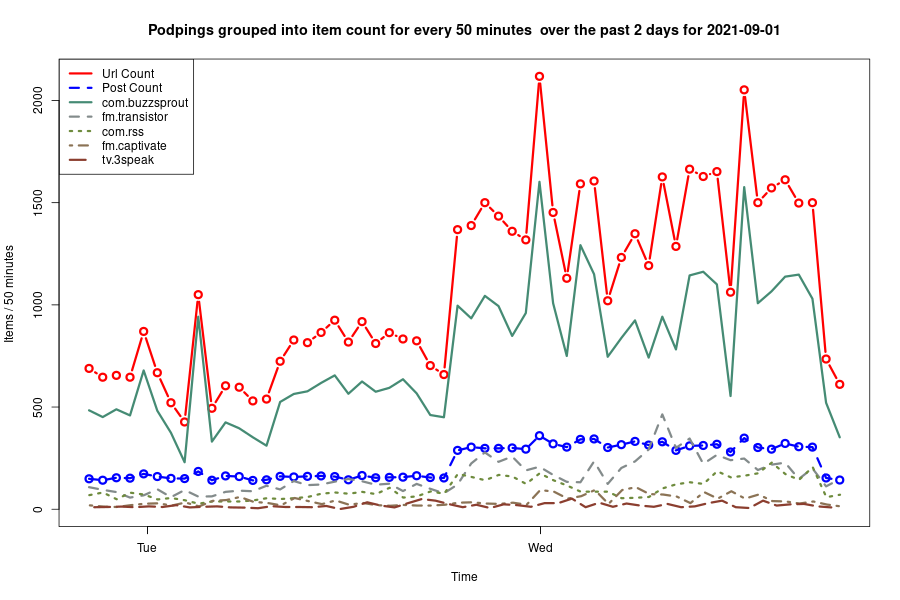 Podpings grouped into item count for every 50 minutes  over the past 2 days for 2021-09-01
Url Count
Post Count
com.buzzsprout
fm.transistor
com.rss
fm.captivate
tv.3speak
2000
1500
1000
500
0
Items / 50 minutes
Tue
Wed
Time